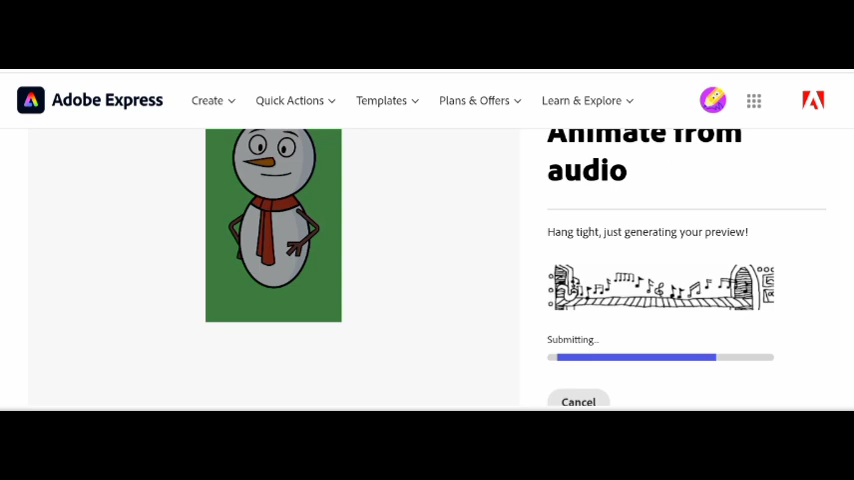 Adobe Express Create Quick Actions Templates Plans & Offers Learn & Explore
Animate from
audio
Hang tight, just generating your preview!
Submitting...
Cancel